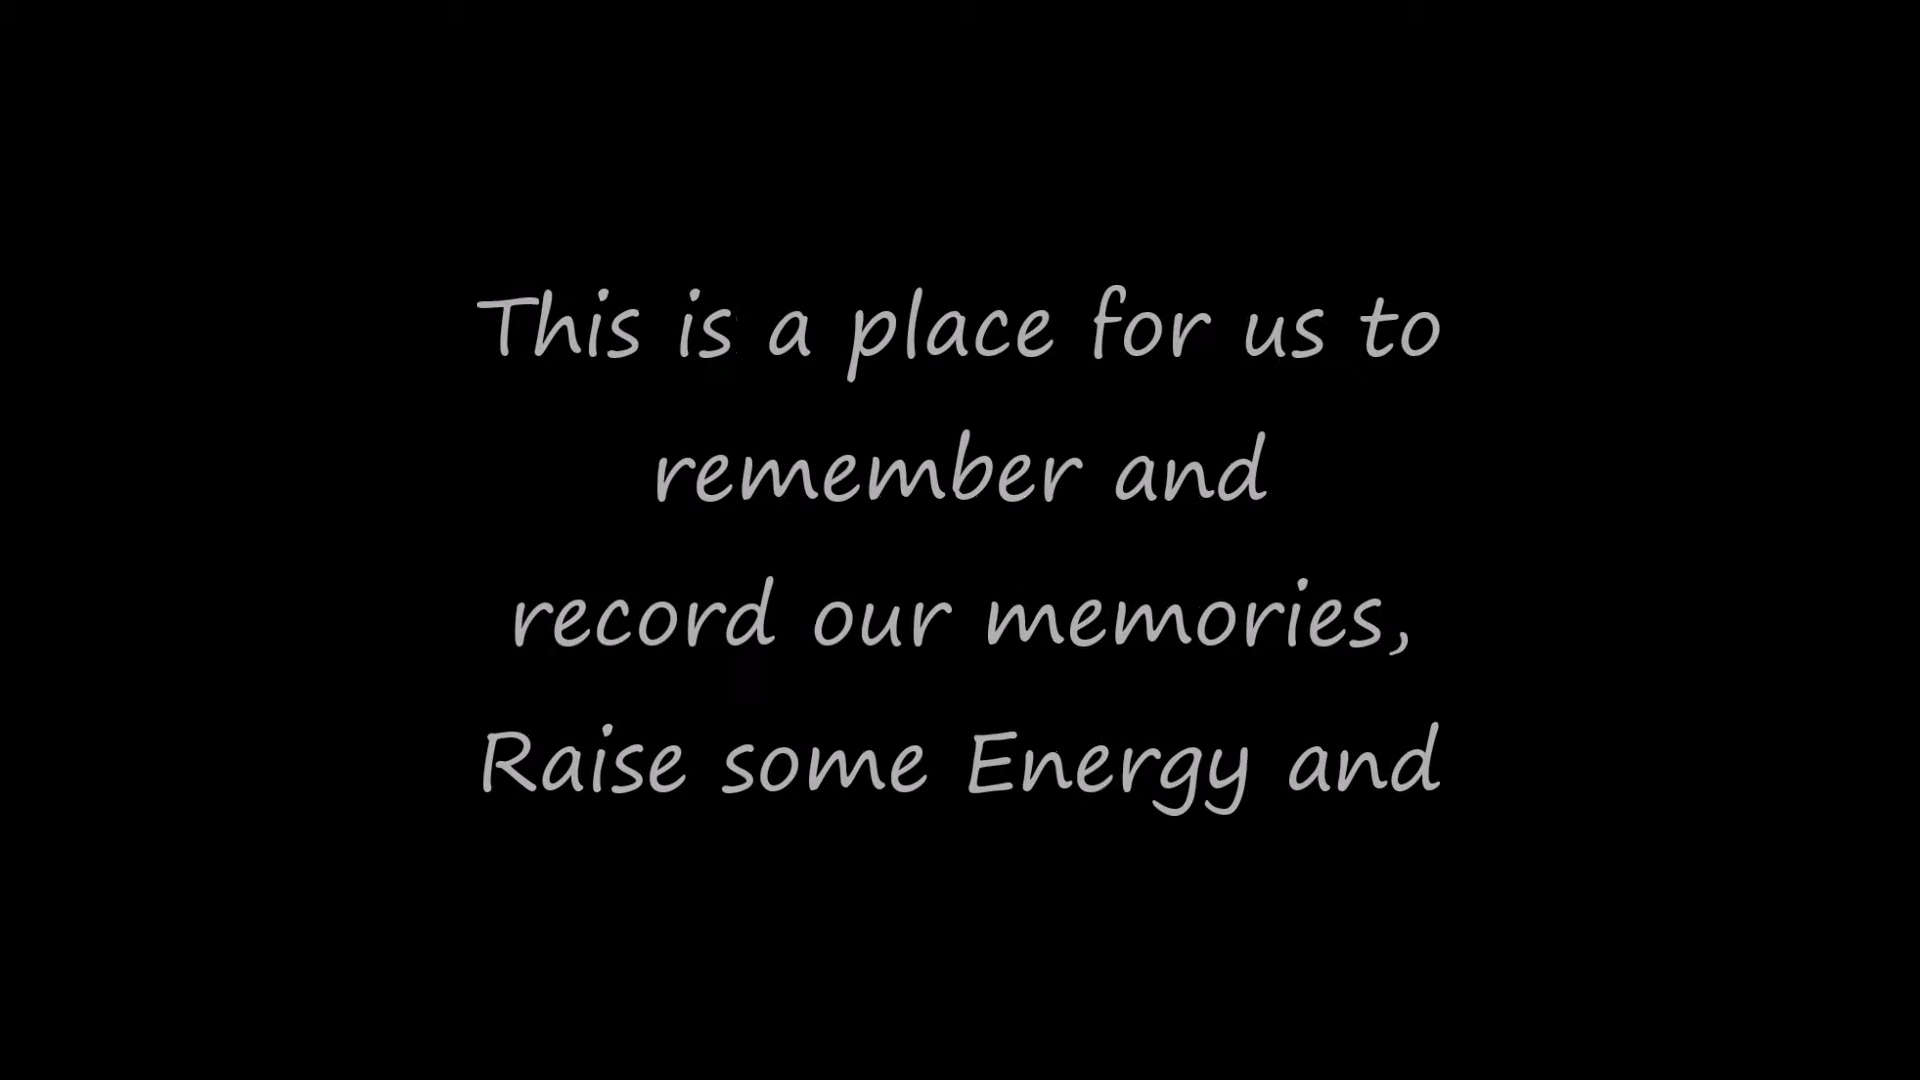 This is a place for us to
remember and
record our memories,
Raise some Energy and